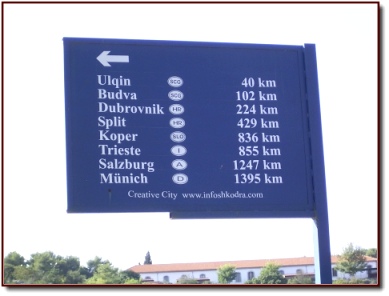 Ulqin SCG 40 km
Budva SCG 102 km
Dubrovnik HR 224 km
Split HR 429 km
Koper SLO 836 km
Trieste I 855 km
Salzburg A 1247 km
Münich D 1395 km
Creative City www.infoshkodra.com